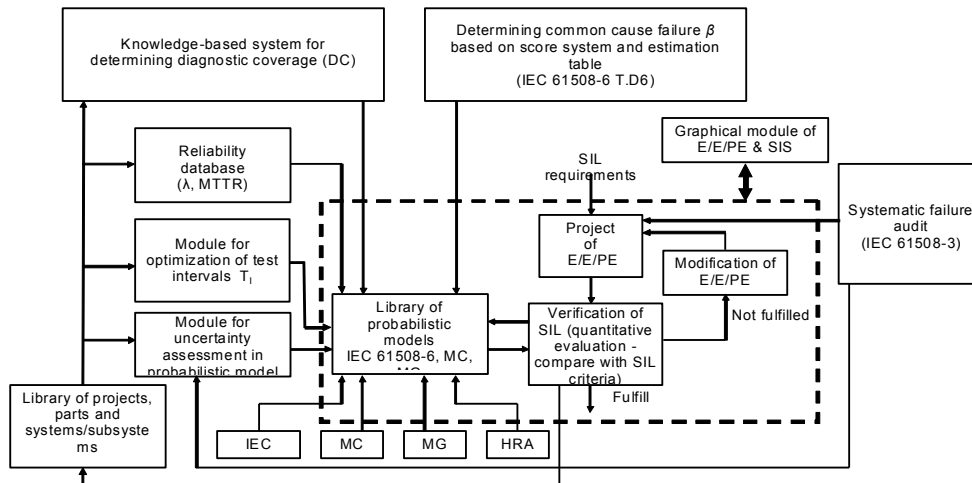 Knowledge-based system for
determining diagnostic coverage (DC)
Determining common cause failure β
based on score system and estimation
table
(IEC 61508-6 T.D6)
Graphical module of
E/E/PE & SIS
Reliability
database
(λ, MTTR)
SIL
requirements
Systematic failure
audit
(IEC 61508-3)
Project
of
E/E/PE
Module for
optimization of test
intervals TI
Modification of
E/E/PE
Library of
probabilistic
models
IEC 61508-6, MC,
Verification of
SIL (quantitative
evaluation -
compare with SIL
criteria)
Not fulfilled
Module for
uncertainty
assessment in
probabilistic model
Fulfill
Library of projects,
parts and
systems/subsyste
ms
IEC
MC
MG
HRA